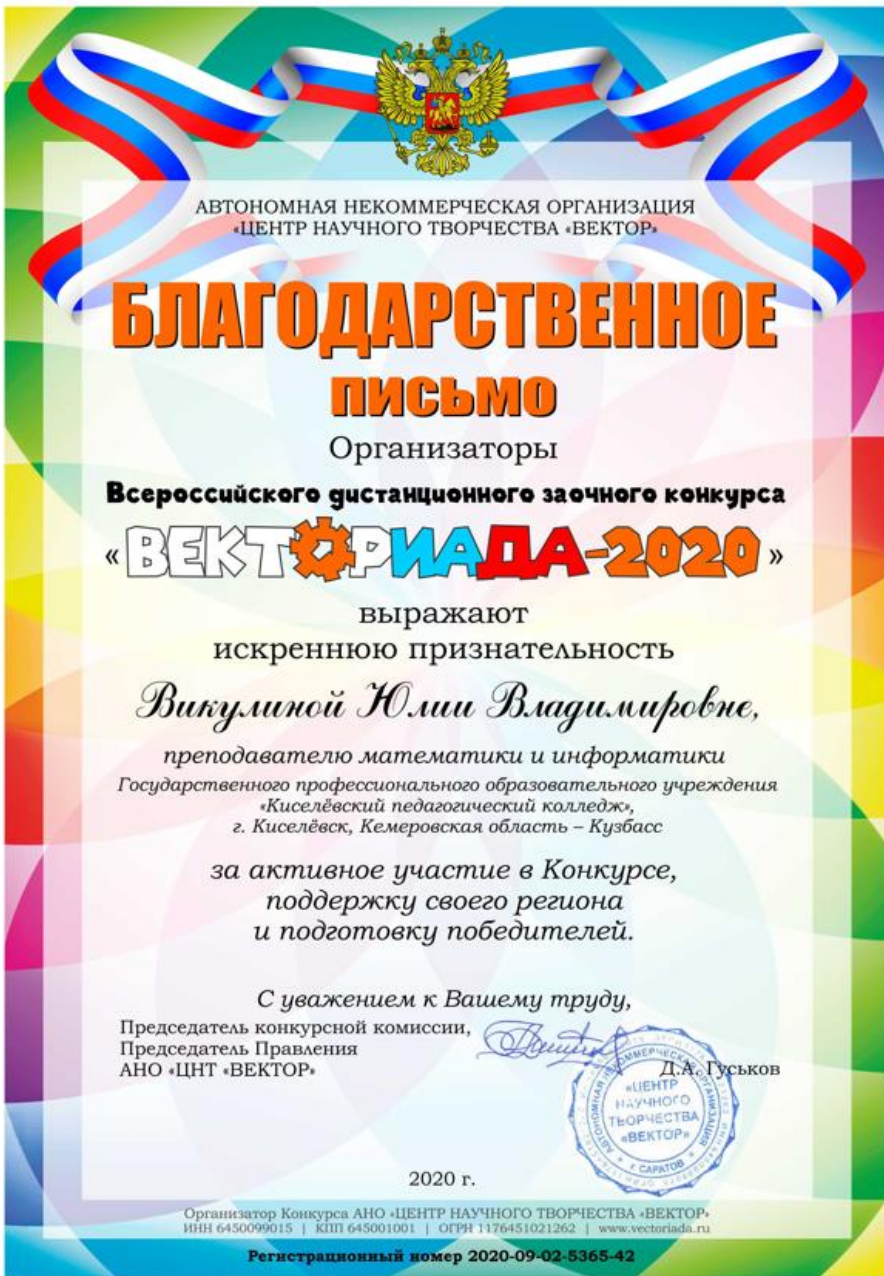 АВТОНОМНАЯ НЕКОММЕРЧЕСКАЯ ОРГАНИЗАЦИЯ
«ЦЕНТР НАУЧНОГО ТВОРЧЕСТВА «ВЕКТОР»
БЛАГОДАРСТВЕННОЕ
ПИСЬМО
Организаторы
Всероссийского дистанционного заочного конкурса
«ВЕКТОРИАДА-2020»
выражают
искреннюю признательность
Викулиной Юлии Владимировне,
преподавателю математики и информатики
Государственного профессионального образовательного учреждения
«Киселёвский педагогический колледж»,
г. Киселёвск, Кемеровская область – Кузбасс
за активное участие в Конкурсе,
поддержку своего региона
и подготовку победителей.
С уважением к Вашему труду,
Председатель конкурсной комиссии,
Председатель Правления
АНО «ЦНТ «ВЕКТОР»
Д.А. Гуськов
АВТОНОМНАЯ НЕКОММЕРЧЕСКАЯ ОРГАНИЗАЦИЯ
«ЦЕНТР
НАУЧНОГО
ТВОРЧЕСТВА
«ВЕКТОР»
г. САРАТОВ
2020 г.
Организатор Конкурса АНО «ЦЕНТР НАУЧНОГО ТВОРЧЕСТВА «ВЕКТОР»
ИНН 6450099015 | КПП 645001001 | ОГРН 1176451021262 | www.vectoriada.ru
Регистрационный номер 2020-09-02-5365-42